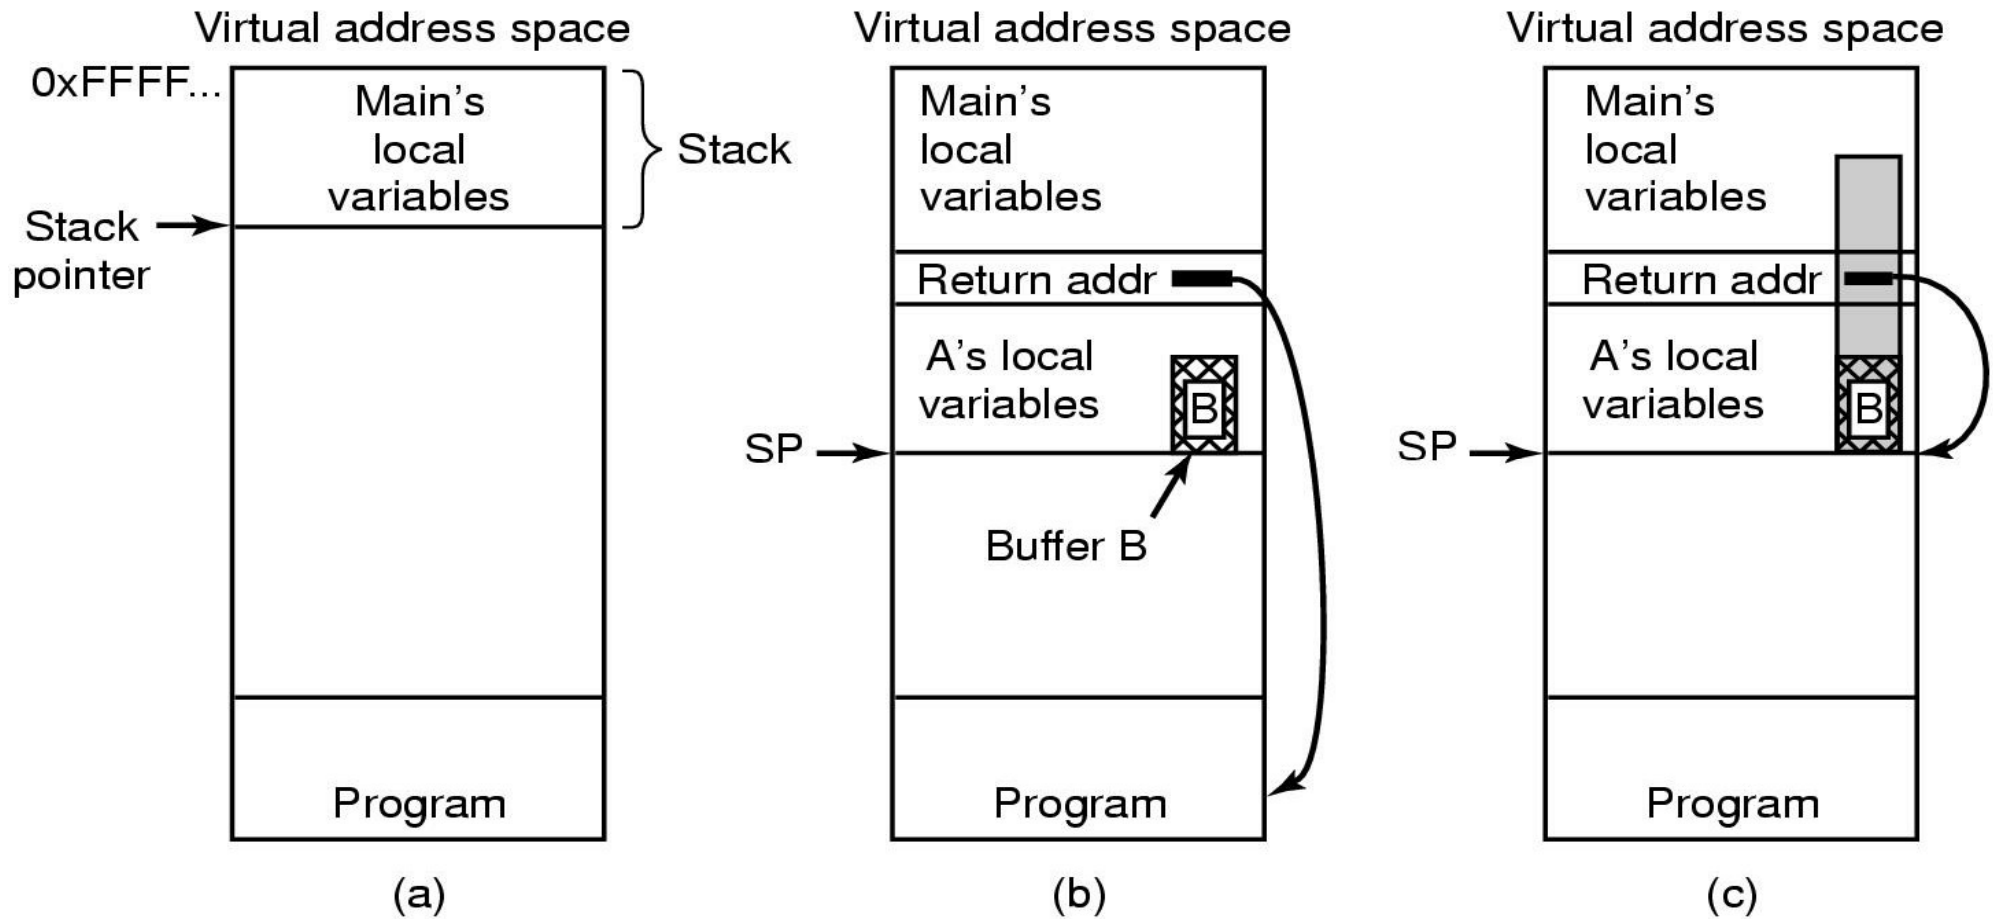 Virtual address space
0xFFFF...
Main's
local
variables
Stack
Stack
pointer
Program
(a)
Virtual address space
Main's
local
variables
Return addr
A's local
variables
B
SP
Buffer B
Program
(b)
Virtual address space
Main's
local
variables
Return addr
A's local
variables
B
SP
Program
(c)